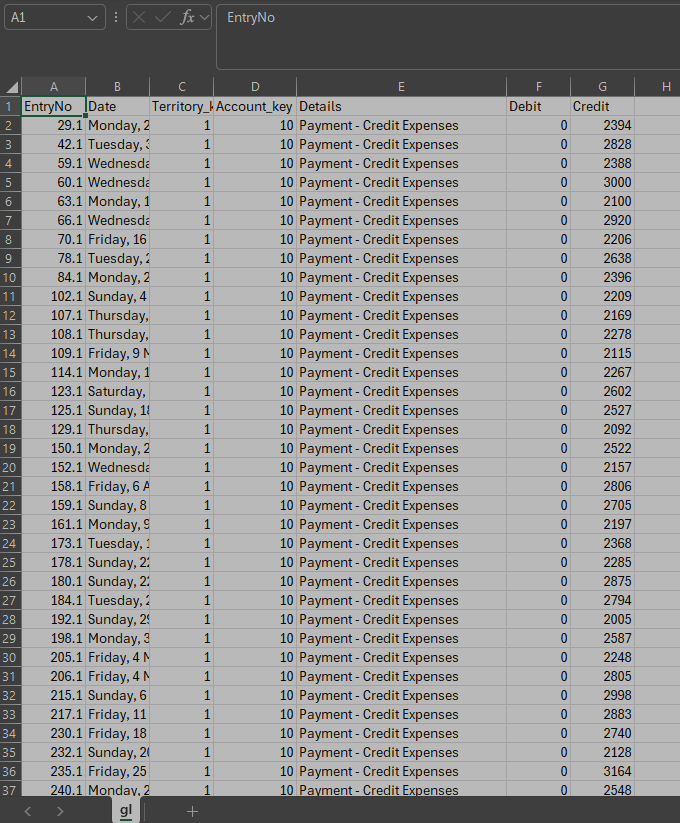 A1 fx EntryNo
A B C D E F G H
1 EntryNo Date Territory_k Account_key Details Debit Credit
2 29.1 Monday, 2 1 10 Payment - Credit Expenses 0 2394
3 42.1 Tuesday, 3 1 10 Payment - Credit Expenses 0 2828
4 59.1 Wednesda 1 10 Payment - Credit Expenses 0 2388
5 60.1 Wednesda 1 10 Payment - Credit Expenses 0 3000
6 63.1 Monday, 1 1 10 Payment - Credit Expenses 0 2100
7 66.1 Wednesda 1 10 Payment - Credit Expenses 0 2920
8 70.1 Friday, 16 1 10 Payment - Credit Expenses 0 2206
9 78.1 Tuesday, 2 1 10 Payment - Credit Expenses 0 2638
10 84.1 Monday, 2 1 10 Payment - Credit Expenses 0 2396
11 102.1 Sunday, 4 1 10 Payment - Credit Expenses 0 2209
12 107.1 Thursday, 1 10 Payment - Credit Expenses 0 2169
13 108.1 Thursday, 1 10 Payment - Credit Expenses 0 2278
14 109.1 Friday, 9 M 1 10 Payment - Credit Expenses 0 2115
15 114.1 Monday, 1 1 10 Payment - Credit Expenses 0 2267
16 123.1 Saturday, 1 10 Payment - Credit Expenses 0 2602
17 125.1 Sunday, 18 1 10 Payment - Credit Expenses 0 2527
18 129.1 Thursday, 1 10 Payment - Credit Expenses 0 2092
19 150.1 Monday, 2 1 10 Payment - Credit Expenses 0 2522
20 152.1 Wednesda 1 10 Payment - Credit Expenses 0 2157
21 158.1 Friday, 6 A 1 10 Payment - Credit Expenses 0 2806
22 159.1 Sunday, 8 1 10 Payment - Credit Expenses 0 2705
23 161.1 Monday, 9 1 10 Payment - Credit Expenses 0 2197
24 173.1 Tuesday, 1 1 10 Payment - Credit Expenses 0 2368
25 178.1 Sunday, 22 1 10 Payment - Credit Expenses 0 2285
26 180.1 Sunday, 22 1 10 Payment - Credit Expenses 0 2875
27 184.1 Tuesday, 2 1 10 Payment - Credit Expenses 0 2794
28 192.1 Sunday, 29 1 10 Payment - Credit Expenses 0 2005
29 198.1 Monday, 3 1 10 Payment - Credit Expenses 0 2587
30 205.1 Friday, 4 M 1 10 Payment - Credit Expenses 0 2248
31 206.1 Friday, 4 M 1 10 Payment - Credit Expenses 0 2805
32 215.1 Sunday, 6 1 10 Payment - Credit Expenses 0 2998
33 217.1 Friday, 11 1 10 Payment - Credit Expenses 0 2883
34 230.1 Friday, 18 1 10 Payment - Credit Expenses 0 2740
35 232.1 Sunday, 20 1 10 Payment - Credit Expenses 0 2128
36 235.1 Friday, 25 1 10 Payment - Credit Expenses 0 3164
37 240.1 Monday, 2 1 10 Payment - Credit Expenses 0 2548
gl